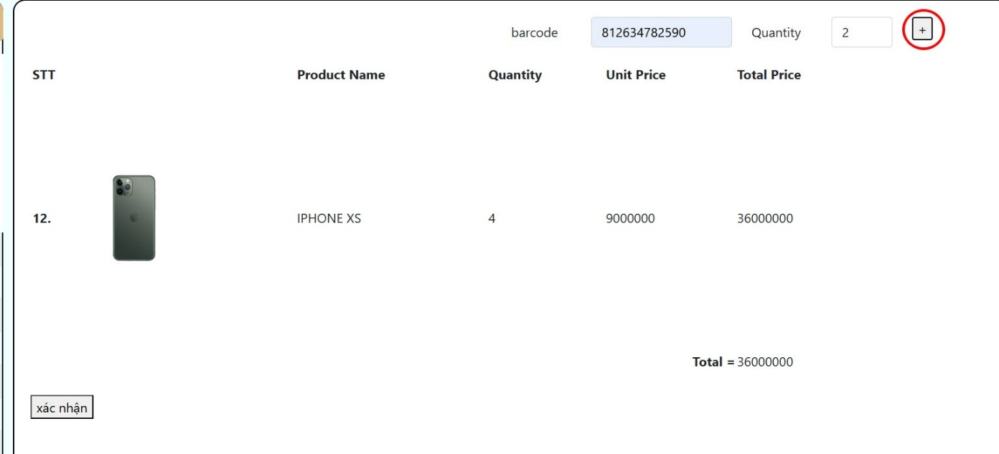 barcode 812634782590 Quantity 2 +
STT Product Name Quantity Unit Price Total Price
12. IPHONE XS 4 9000000 36000000
Total = 36000000
xác nhận